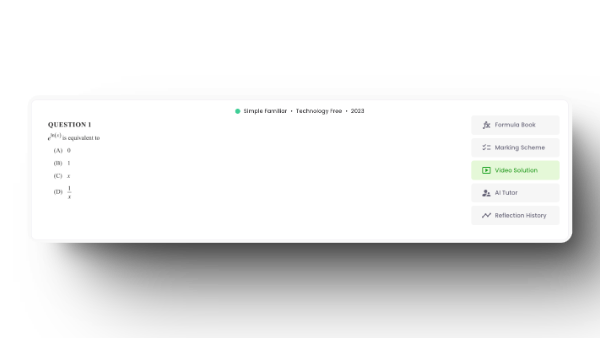 Simple Familiar • Technology Free • 2023
QUESTION 1
e^ln(x) is equivalent to
(A) 0
(B) 1
(C) x
(D) 1/x
Formula Book
Marking Scheme
Video Solution
AI Tutor
Reflection History